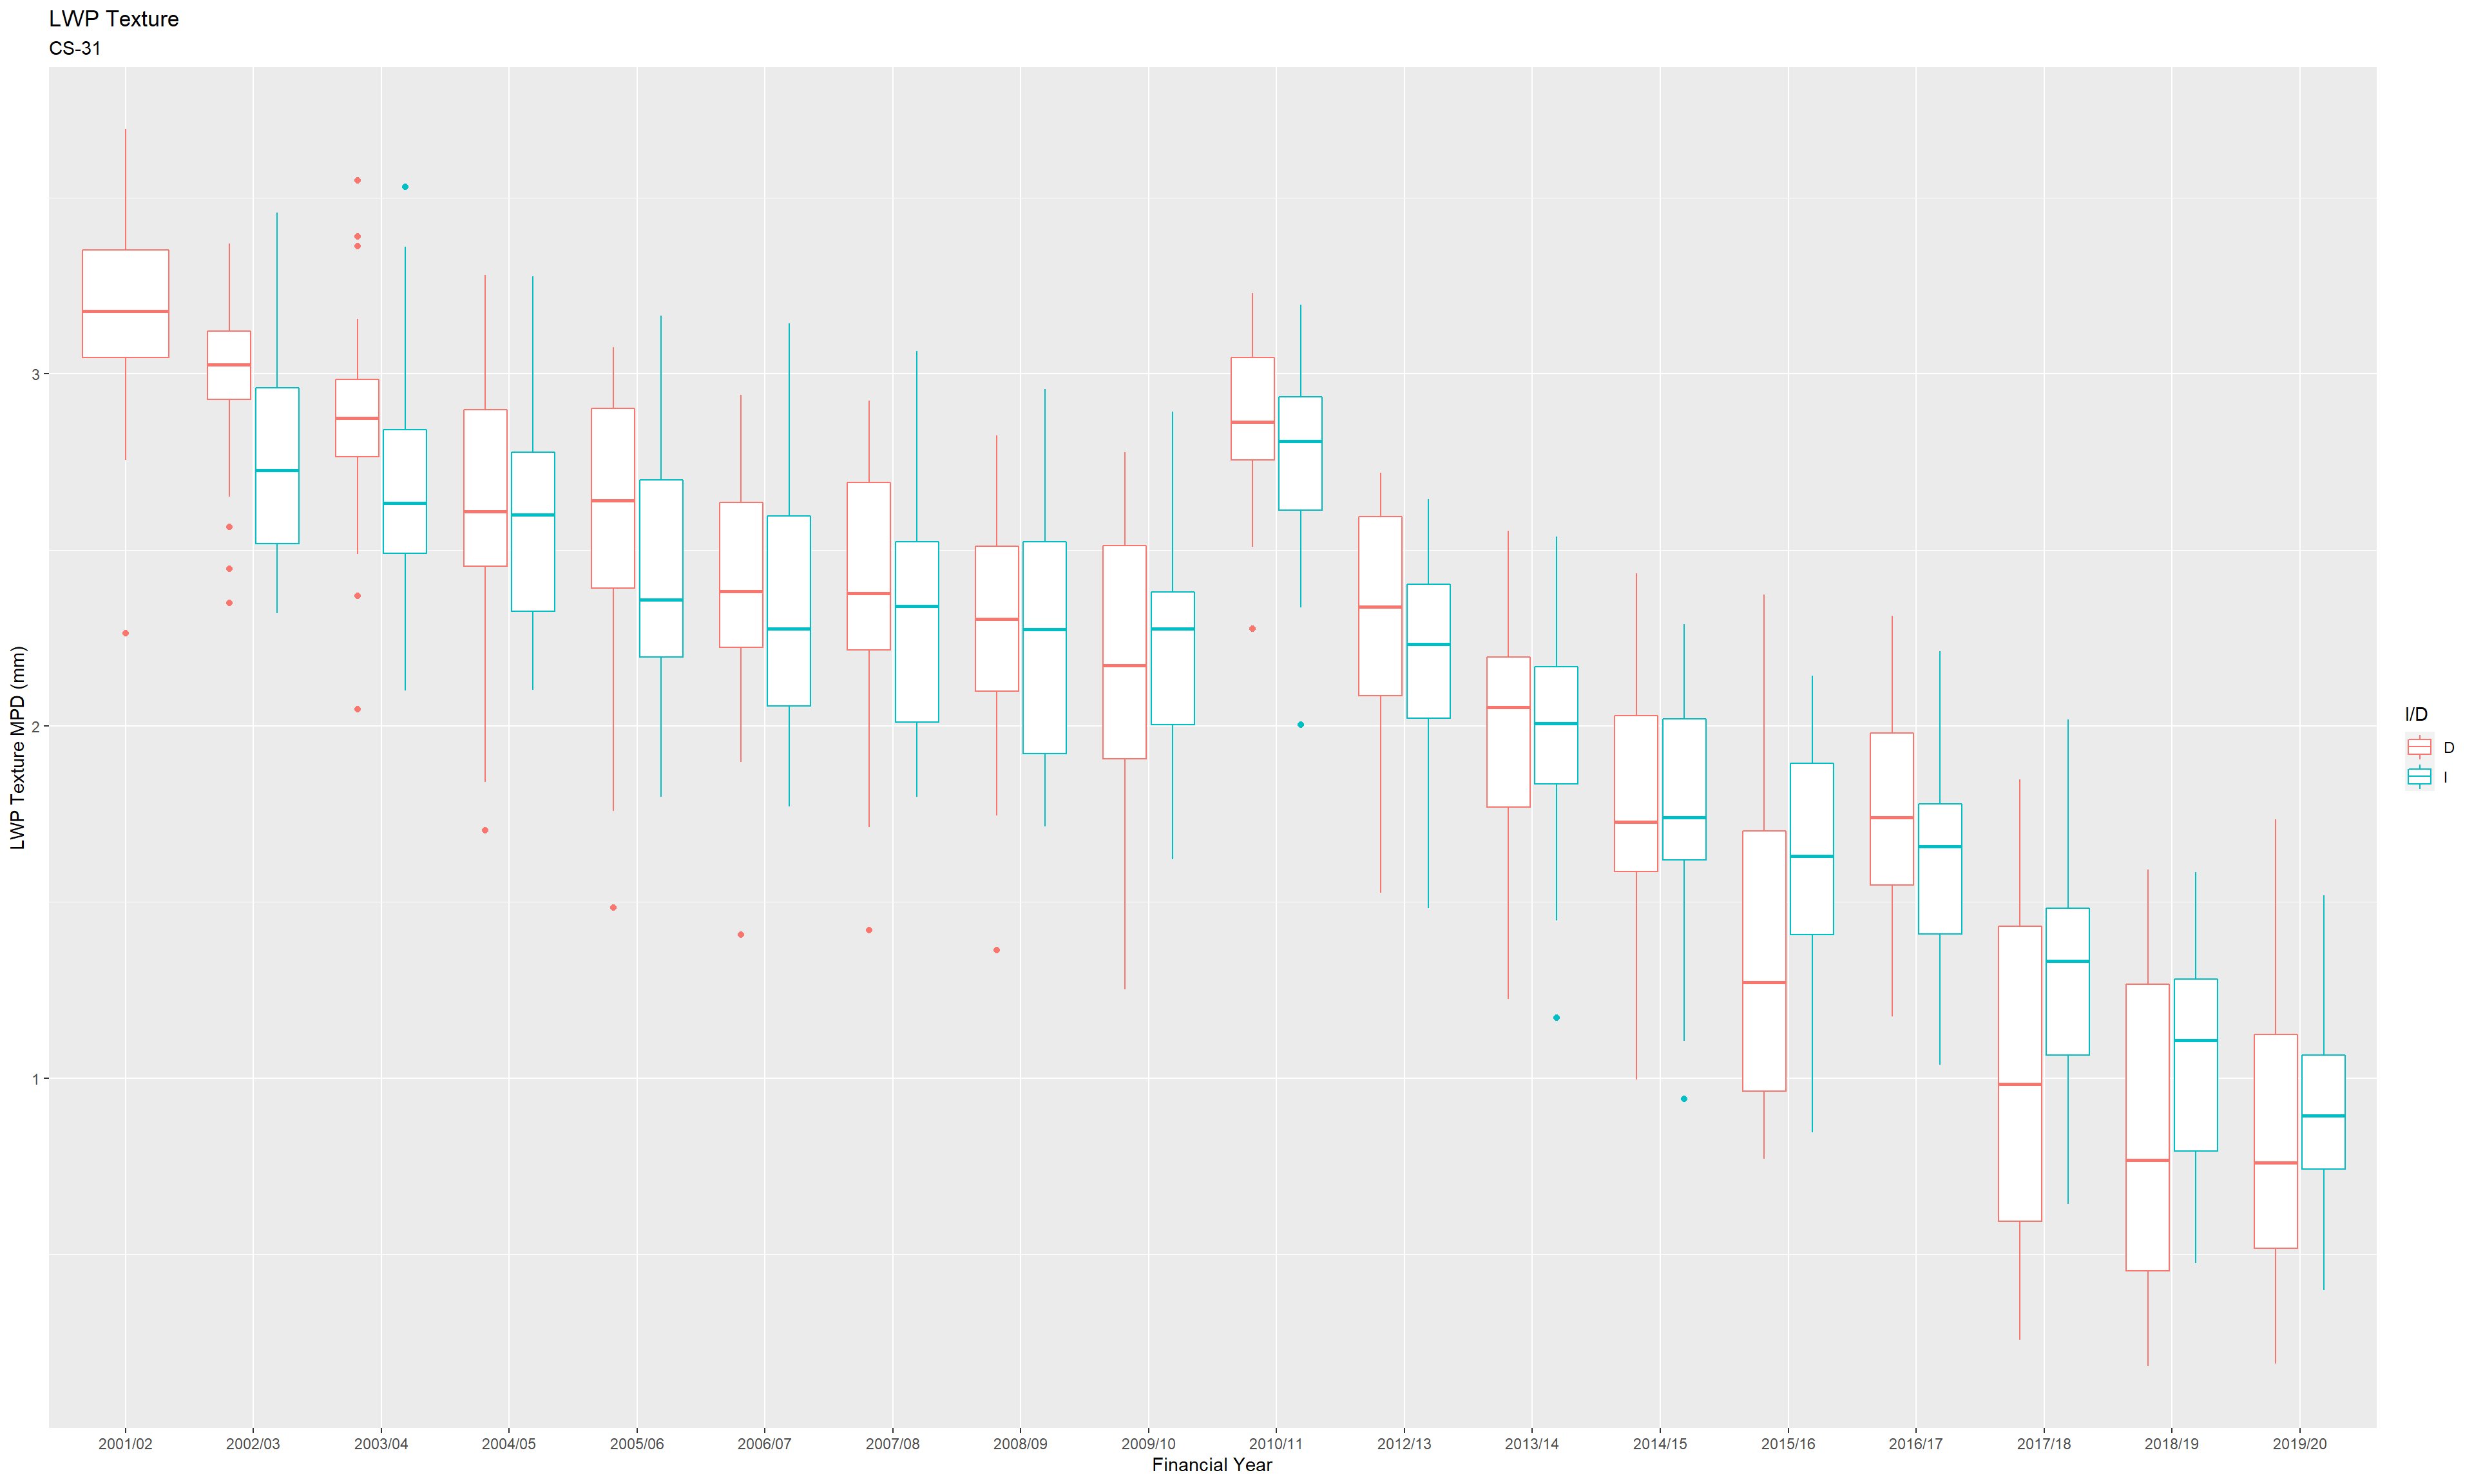 LWP Texture
CS-31
LWP Texture MPD (mm)
3
2
1
2001/02 2002/03 2003/04 2004/05 2005/06 2006/07 2007/08 2008/09 2009/10 2010/11 2012/13 2013/14 2014/15 2015/16 2016/17 2017/18 2018/19 2019/20
Financial Year
I/D
D
I